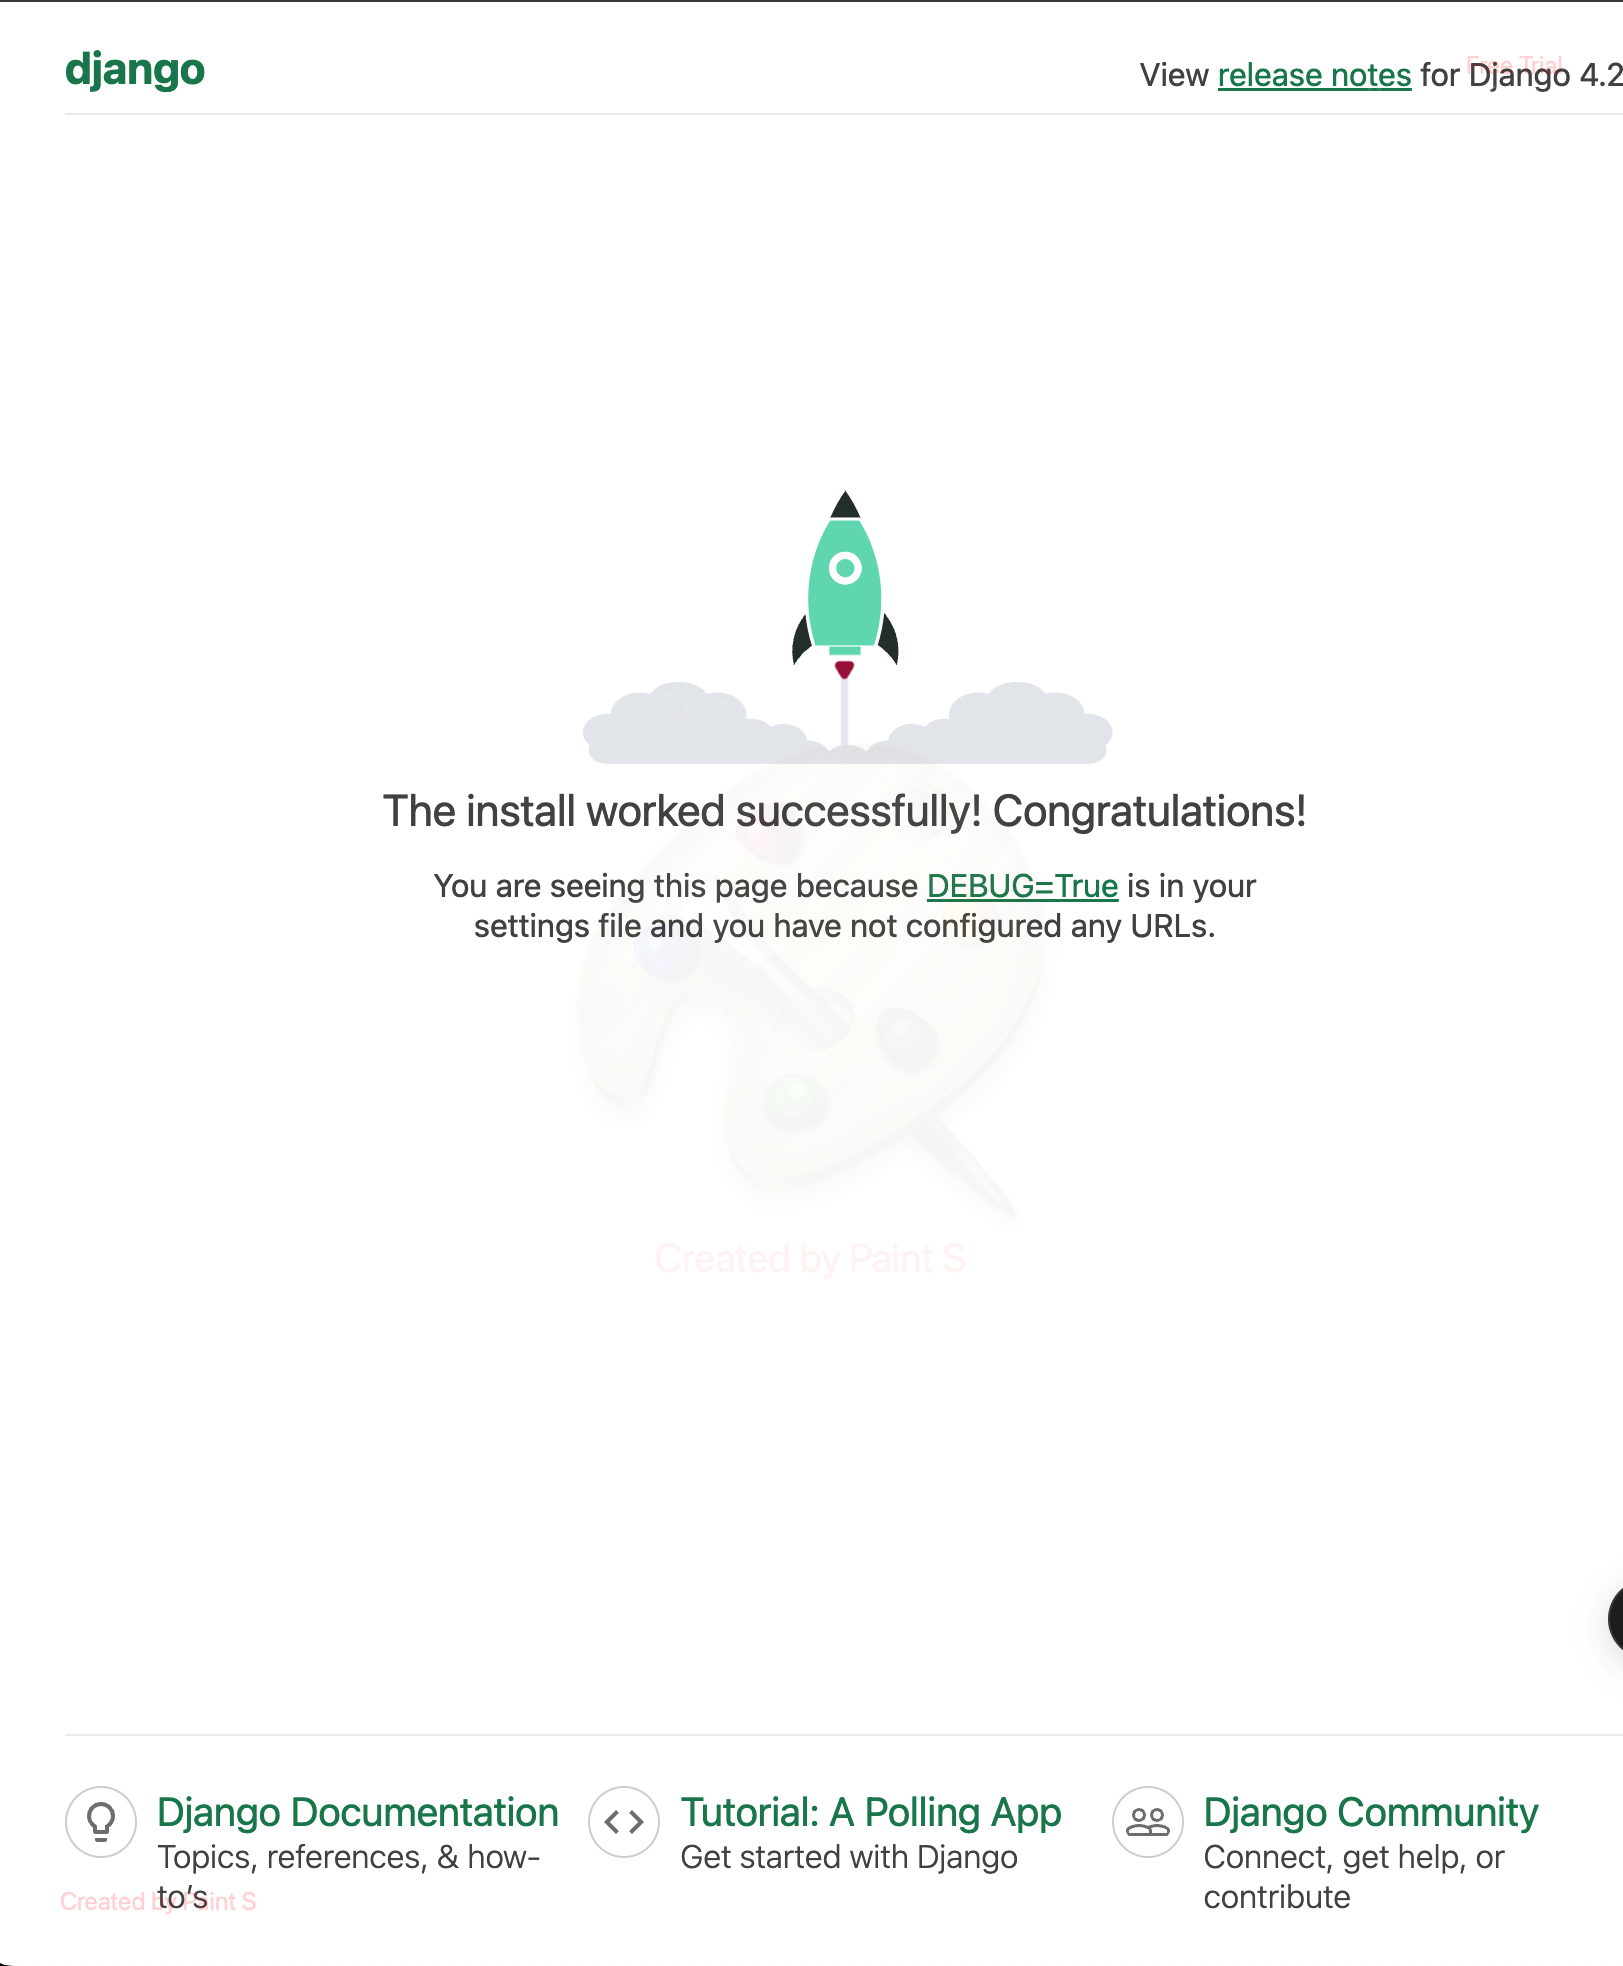 django
View release notes for Django 4.2
Free Trial
The install worked successfully! Congratulations!
You are seeing this page because DEBUG=True is in your
settings file and you have not configured any URLs.
Created by Paint S
Django Documentation
Topics, references, & how-
to’s
Tutorial: A Polling App
Get started with Django
Django Community
Connect, get help, or
contribute
Created by Paint S